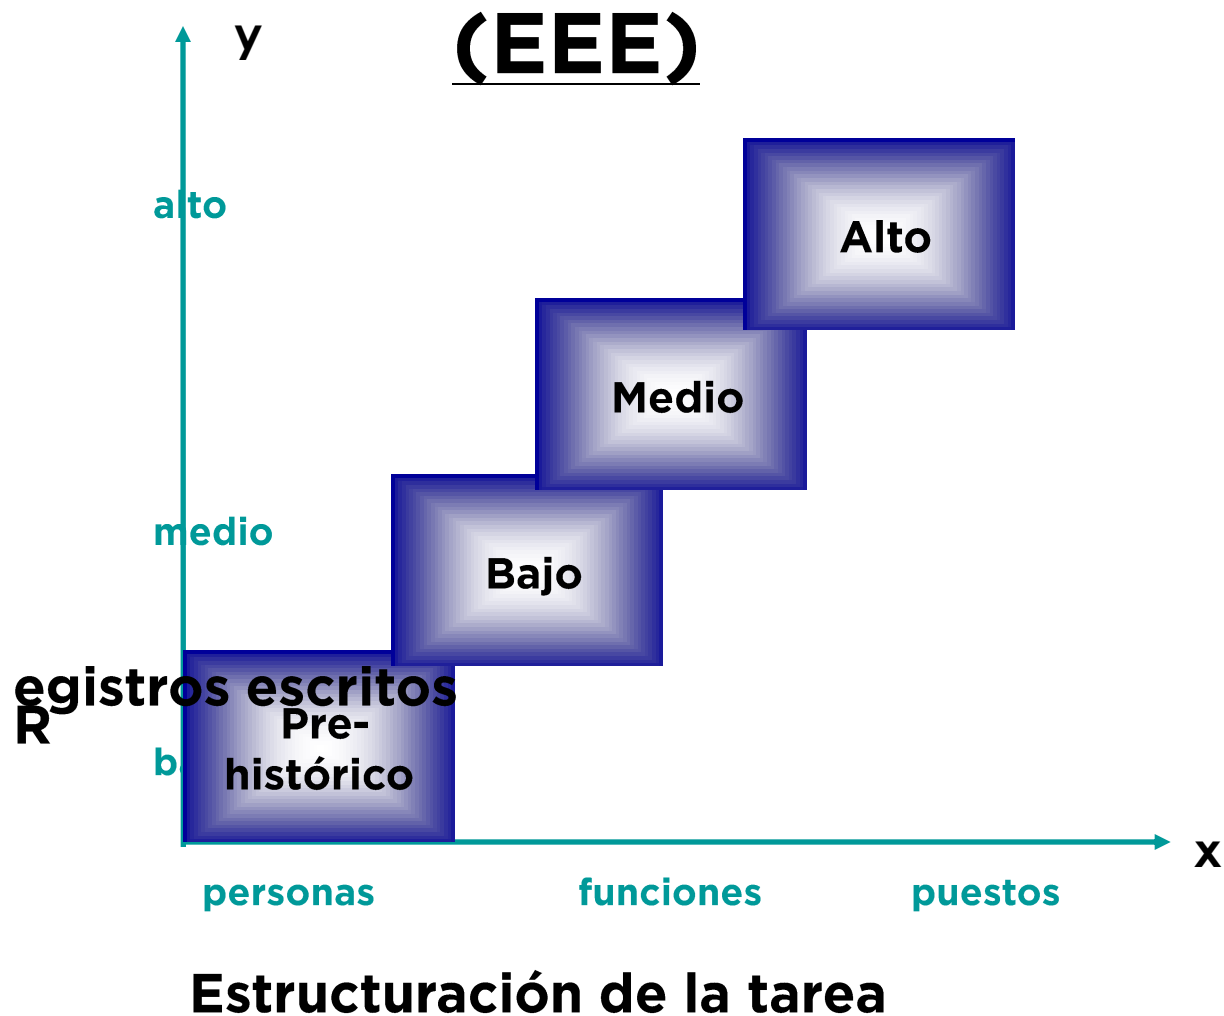 (EEE)
y
alto
Alto
Medio
medio
Bajo
egistros escritos
R
Pre-
histórico
x
personas
funciones
puestos
Estructuración de la tarea